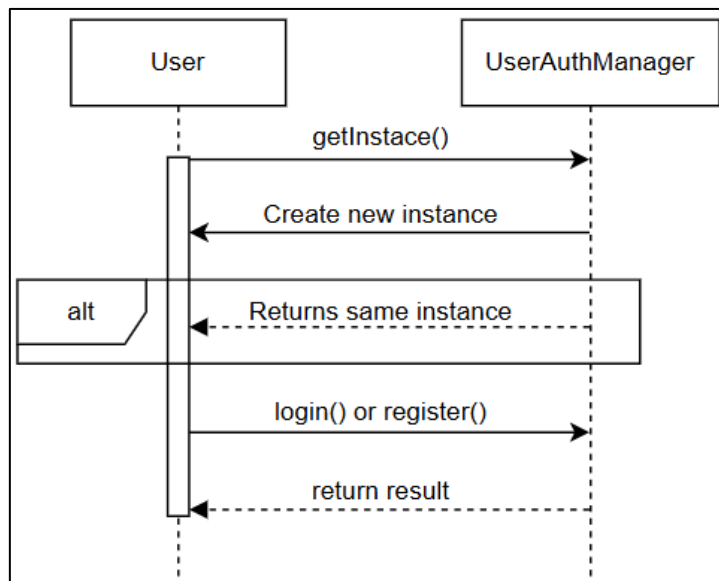 User
UserAuthManager
getInstace()
Create new instance
alt
Returns same instance
login() or register()
return result